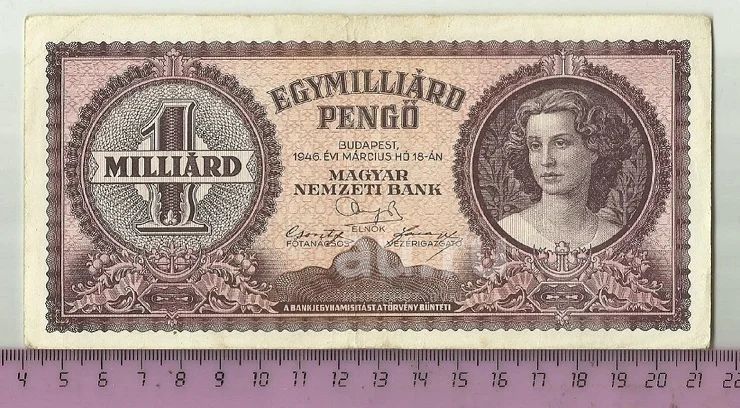 EGYMILLIÁRD
PENGŐ
1
MILLIÁRD
BUDAPEST,
1946. ÉVI MÁRCIUS HÓ 18-ÁN
MAGYAR
NEMZETI BANK
ELNÖK
FŐTANÁCSOS
VEZÉRIGAZGATÓ
A BANKJEGYHAMISÍTÁST A TÖRVÉNY BÜNTETI
4 5 6 7 8 9 10 11 12 13 14 15 16 17 18 19 20 21 22